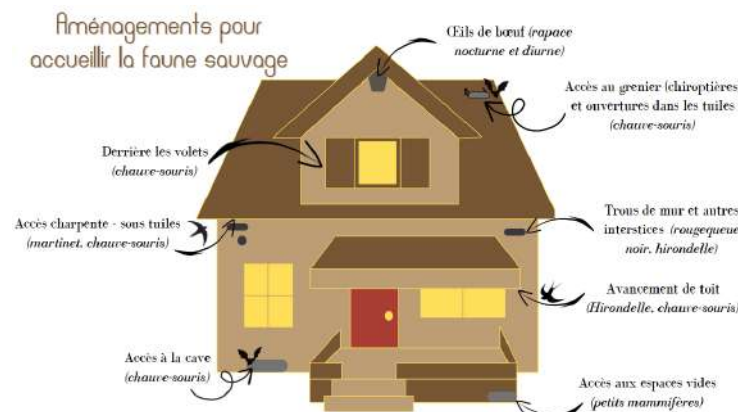 Aménagements pour
accueillir la faune sauvage
Œils de bœuf (rapace
nocturne et diurne)
Accès au grenier (chiroptières
et ouvertures dans les tuiles
(chauve-souris)
Derrière les volets
(chauve-souris)
Accès charpente - sous tuiles
(martinet, chauve-souris)
Trous de mur et autres
interstices (rougequeue
noir, hirondelle)
Avancement de toit
(Hirondelle, chauve-souris)
Accès à la cave
(chauve-souris)
Accès aux espaces vides
(petits mammifères)